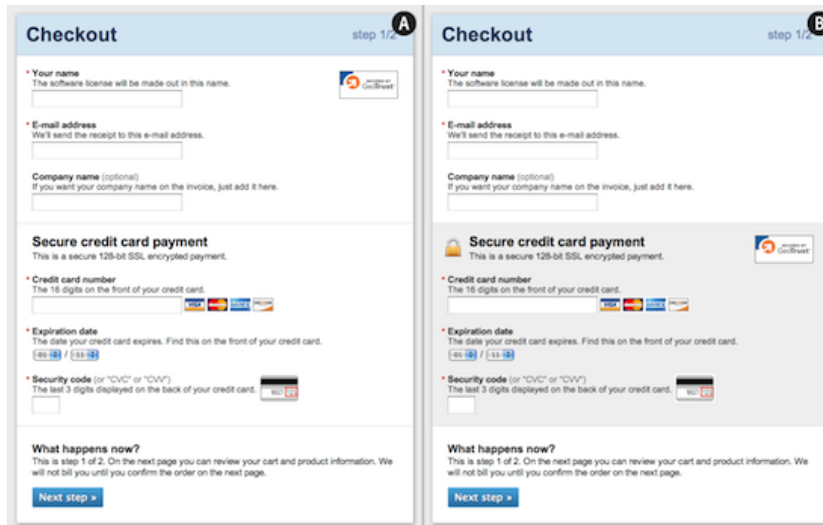 A
Checkout
step 1/2
* Your name
The software license will be made out in this name.
GeoTrust
* E-mail address
We'll send the receipt to this e-mail address.
Company name (optional)
If you want your company name on the invoice, just add it here.
Secure credit card payment
This is a secure 128-bit SSL encrypted payment.
* Credit card number
The 16 digits on the front of your credit card.
VISA
* Expiration date
The date your credit card expires. Find this on the front of your credit card.
01 / 11
* Security code (or "CVC" or "CVV")
The last 3 digits displayed on the back of your credit card.
What happens now?
This is step 1 of 2. On the next page you can review your cart and product information. We
will not bill you until you confirm the order on the next page.
Next step »
B
Checkout
step 1/2
* Your name
The software license will be made out in this name.
* E-mail address
We'll send the receipt to this e-mail address.
Company name (optional)
If you want your company name on the invoice, just add it here.
Secure credit card payment
This is a secure 128-bit SSL encrypted payment.
GeoTrust
* Credit card number
The 16 digits on the front of your credit card.
VISA
* Expiration date
The date your credit card expires. Find this on the front of your credit card.
01 / 11
* Security code (or "CVC" or "CVV")
The last 3 digits displayed on the back of your credit card.
What happens now?
This is step 1 of 2. On the next page you can review your cart and product information. We
will not bill you until you confirm the order on the next page.
Next step »